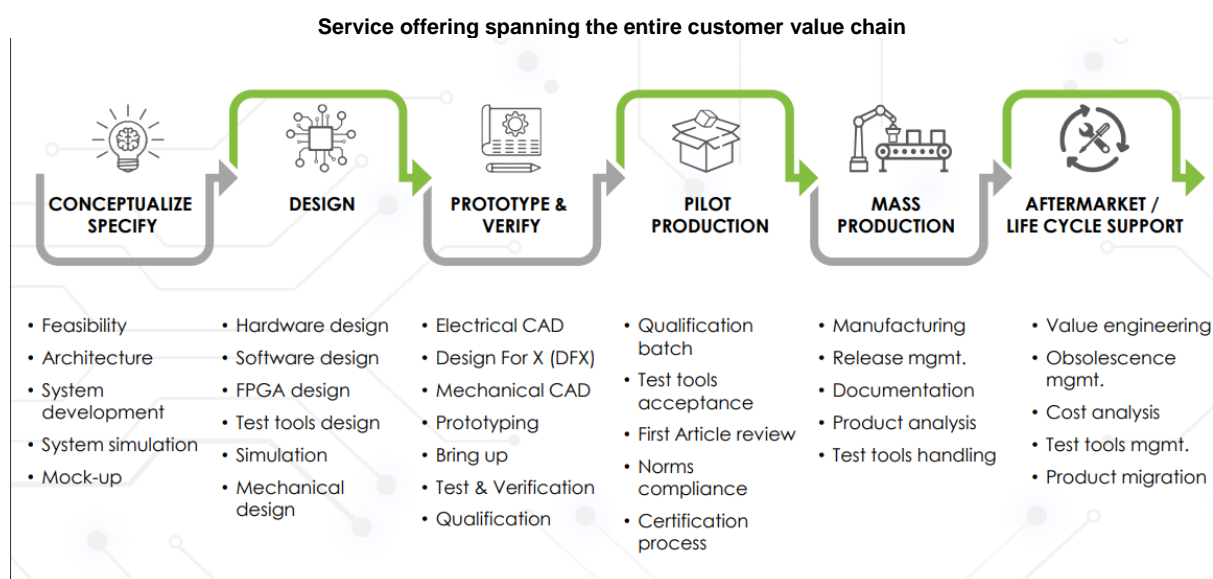 Service offering spanning the entire customer value chain
CONCEPTUALIZE
SPECIFY
DESIGN
PROTOTYPE &
VERIFY
PILOT
PRODUCTION
MASS
PRODUCTION
AFTERMARKET /
LIFE CYCLE SUPPORT
• Feasibility
• Architecture
• System
development
• System simulation
• Mock-up
• Hardware design
• Software design
• FPGA design
• Test tools design
• Simulation
• Mechanical
design
• Electrical CAD
• Design For X (DFX)
• Mechanical CAD
• Prototyping
• Bring up
• Test & Verification
• Qualification
• Qualification
batch
• Test tools
acceptance
• First Article review
• Norms
compliance
• Certification
process
• Manufacturing
• Release mgmt.
• Documentation
• Product analysis
• Test tools handling
• Value engineering
• Obsolescence
mgmt.
• Cost analysis
• Test tools mgmt.
• Product migration